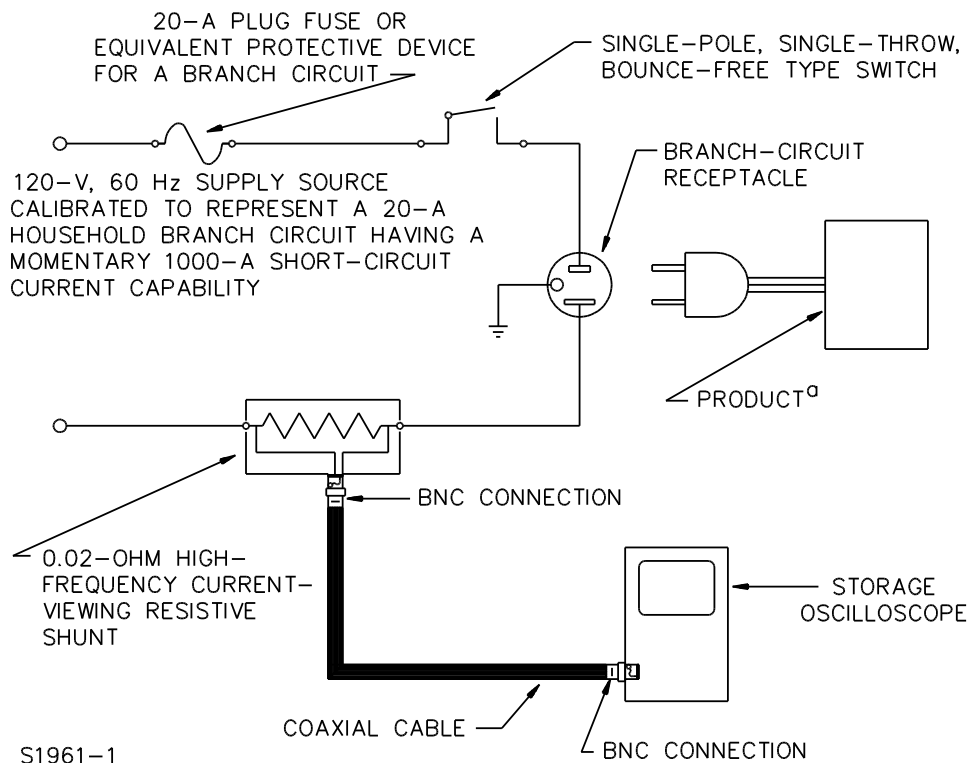 20-A PLUG FUSE OR
EQUIVALENT PROTECTIVE DEVICE
FOR A BRANCH CIRCUIT
SINGLE-POLE, SINGLE-THROW,
BOUNCE-FREE TYPE SWITCH
BRANCH-CIRCUIT
RECEPTACLE
120-V, 60 Hz SUPPLY SOURCE
CALIBRATED TO REPRESENT A 20-A
HOUSEHOLD BRANCH CIRCUIT HAVING A
MOMENTARY 1000-A SHORT-CIRCUIT
CURRENT CAPABILITY
PRODUCTᵃ
BNC CONNECTION
0.02-OHM HIGH-
FREQUENCY CURRENT-
VIEWING RESISTIVE
SHUNT
STORAGE
OSCILLOSCOPE
COAXIAL CABLE
BNC CONNECTION
S1961-1